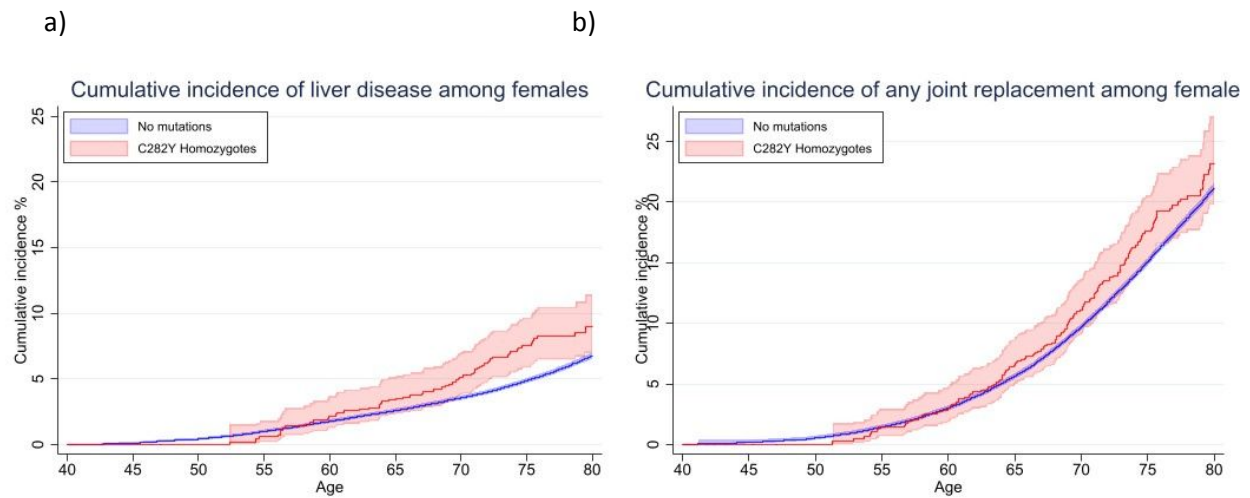 a)
b)
Cumulative incidence of liver disease among females
25
20
15
10
5
0
Cumulative incidence %
No mutations
C282Y Homozygotes
40 45 50 55 60 65 70 75 80
Age
Cumulative incidence of any joint replacement among female
25
20
15
10
5
0
Cumulative incidence %
No mutations
C282Y Homozygotes
40 45 50 55 60 65 70 75 80
Age